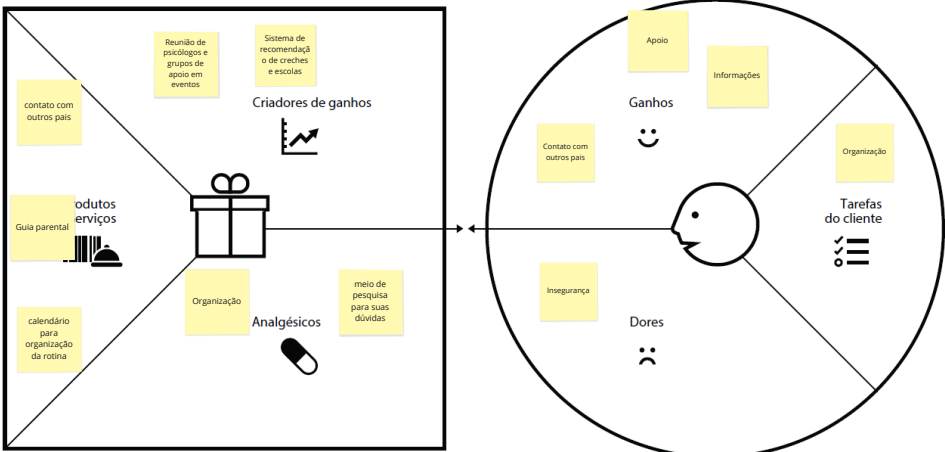 Reunião de
psicólogos e
grupos de
apoio em
eventos
Sistema de
recomendaçã
o de creches
e escolas
Criadores de ganhos
contato com
outros pais
Guia parental
odutos
erviços
calendário
para
organização
da rotina
Organização
meio de
pesquisa
para suas
dúvidas
Analgésicos
Apoio
Informações
Ganhos
Contato com
outros pais
Organização
Tarefas
do cliente
Insegurança
Dores